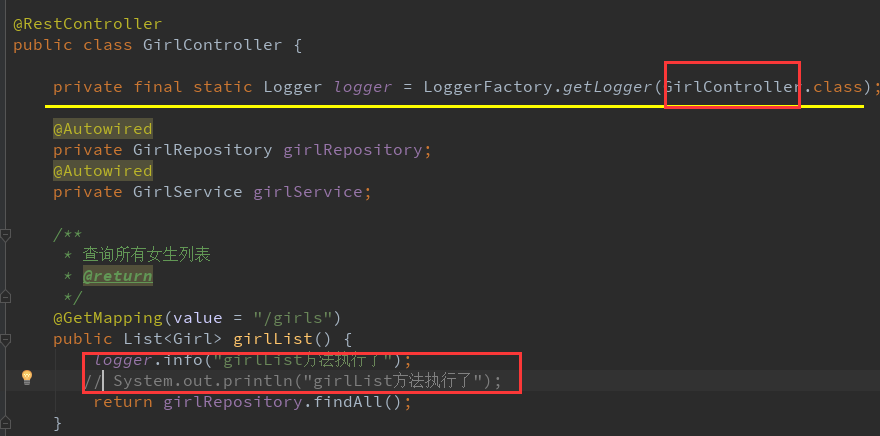 @RestController
public class GirlController {
private final static Logger logger = LoggerFactory.getLogger(GirlController.class);
@Autowired
private GirlRepository girlRepository;
@Autowired
private GirlService girlService;
/**
* 查询所有女生列表
* @return
*/
@GetMapping(value = "/girls")
public List<Girl> girlList() {
logger.info("girlList方法执行了");
// System.out.println("girlList方法执行了");
return girlRepository.findAll();
}